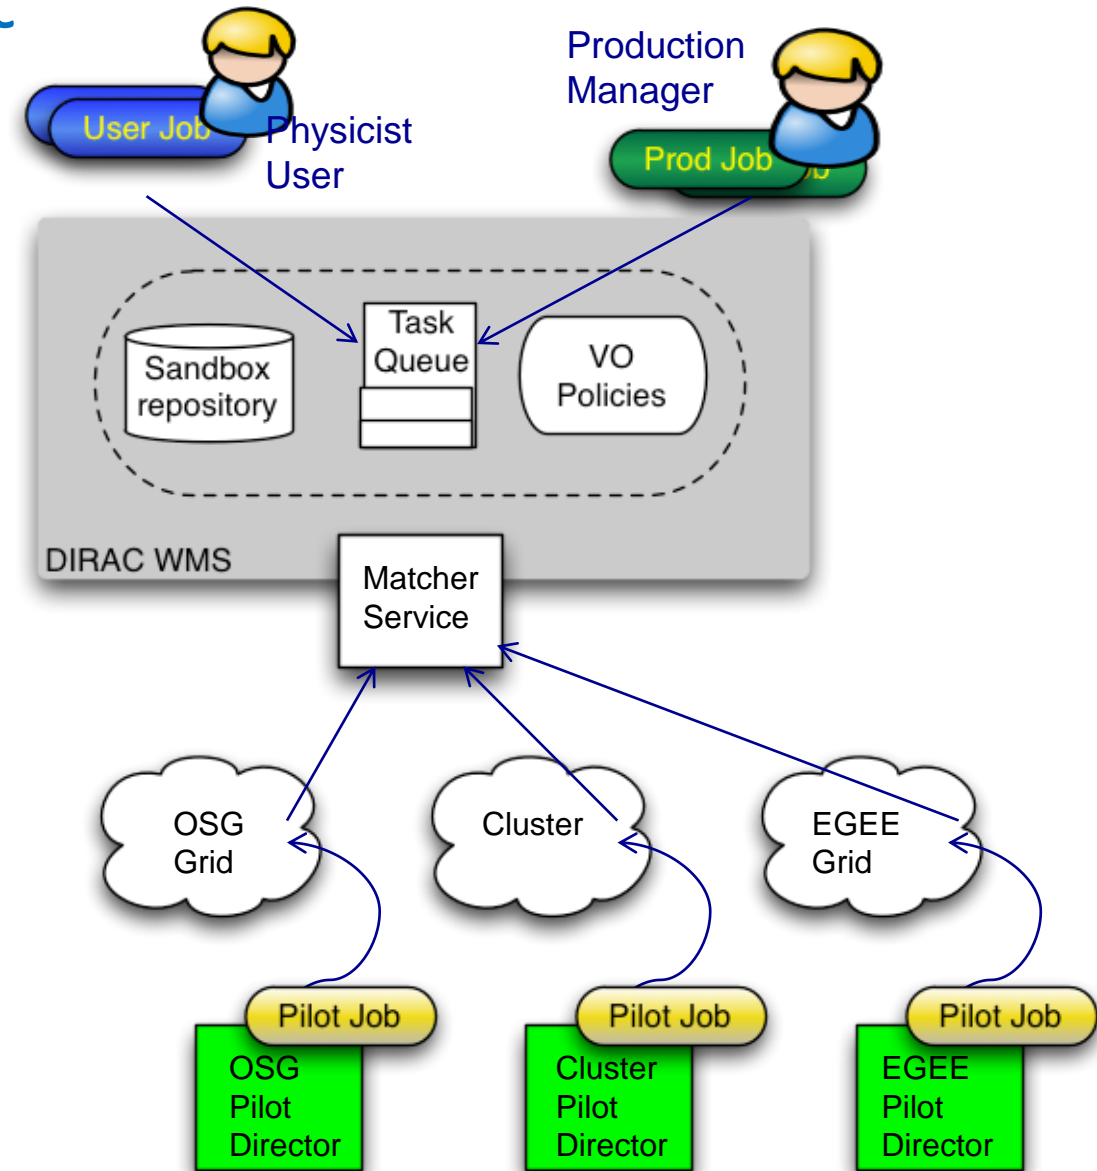 Production
Manager
User Job
Physicist
User
Prod Job
Job
Task
Queue
Sandbox
repository
VO
Policies
DIRAC WMS
Matcher
Service
OSG
Grid
Cluster
EGEE
Grid
Pilot Job
Pilot Job
Pilot Job
OSG
Pilot
Director
Cluster
Pilot
Director
EGEE
Pilot
Director